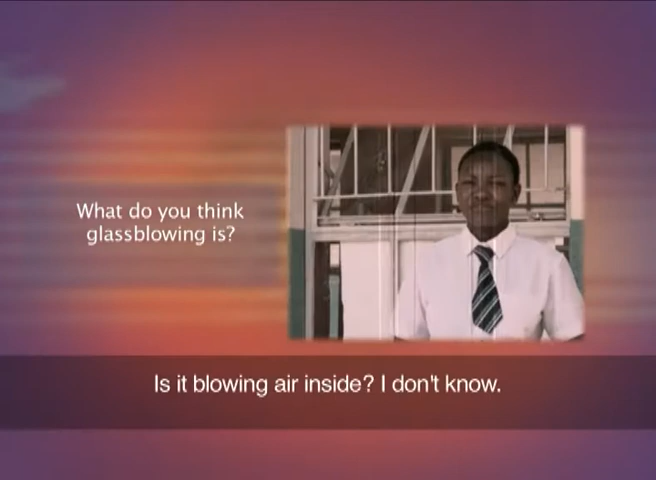 What do you think
glassblowing is?
Is it blowing air inside? I don't know.